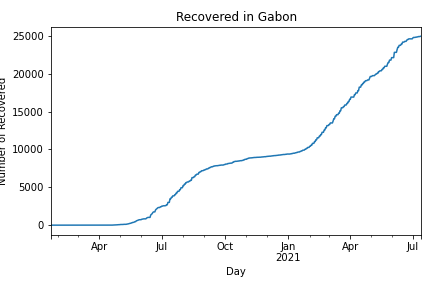 Recovered in Gabon
Number of Recovered
25000
20000
15000
10000
5000
0
Apr
Jul
Oct
Jan
2021
Apr
Jul
Day